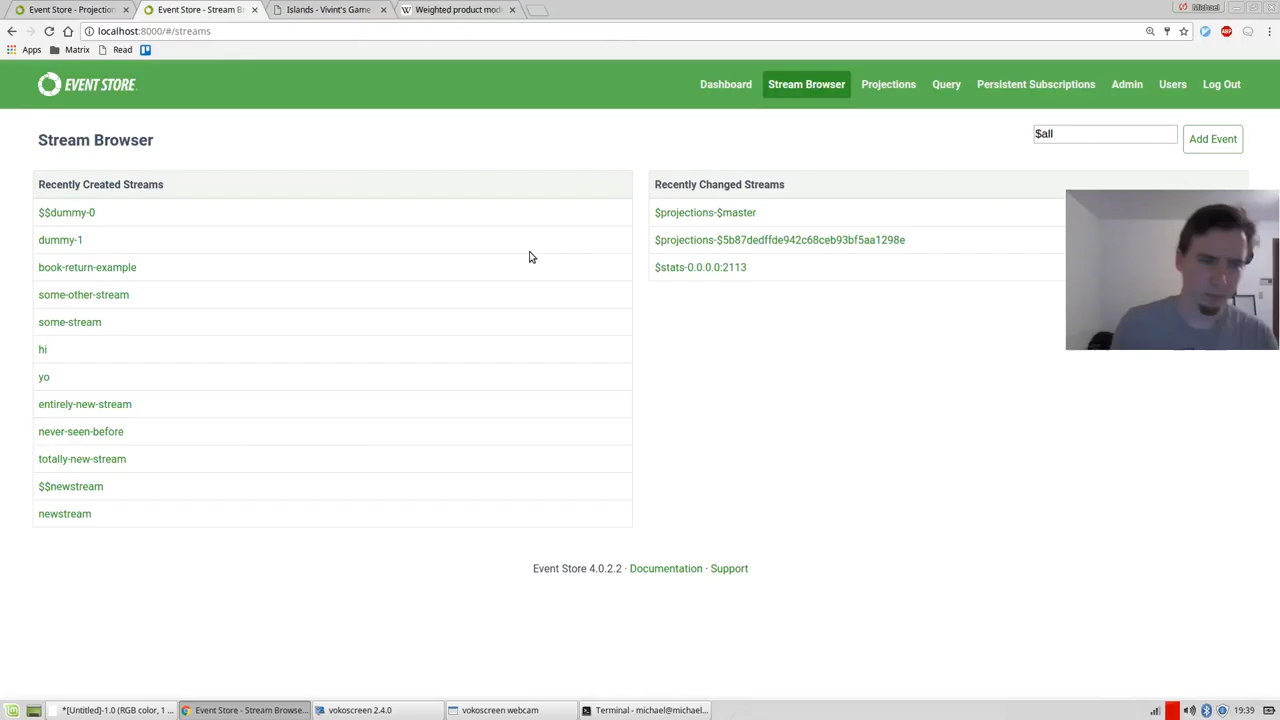 Event Store - Projection
Event Store - Stream B
Islands - Vivint's Game
Weighted product mod
Michael
localhost:8000/#/streams
Apps
Matrix
Read
EVENT STORE
Dashboard
Stream Browser
Projections
Query
Persistent Subscriptions
Admin
Users
Log Out
Stream Browser
$all
Add Event
Recently Created Streams
$$dummy-0
dummy-1
book-return-example
some-other-stream
some-stream
hi
yo
entirely-new-stream
never-seen-before
totally-new-stream
$$newstream
newstream
Recently Changed Streams
$projections-$master
$projections-$5b87dedffde942c68ceb93bf5aa1298e
$stats-0.0.0.0:2113
Event Store 4.0.2.2 · Documentation · Support
*[Untitled]-1.0 (RGB color, 1 ...
Event Store - Stream Browse...
vokoscreen 2.4.0
vokoscreen webcam
Terminal - michael@michael...
19:39